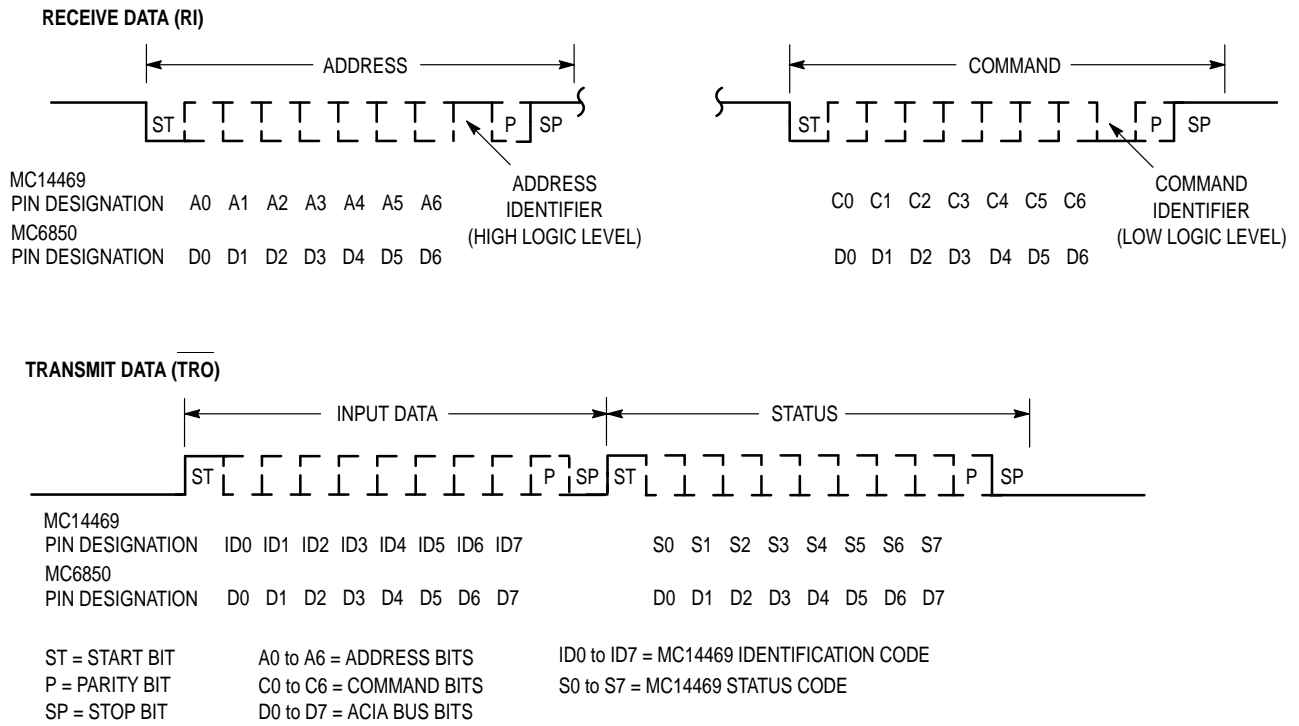 RECEIVE DATA (RI)
ADDRESS
COMMAND
ST P SP
ST P SP
ADDRESS
IDENTIFIER
(HIGH LOGIC LEVEL)
COMMAND
IDENTIFIER
(LOW LOGIC LEVEL)
MC14469
PIN DESIGNATION A0 A1 A2 A3 A4 A5 A6 C0 C1 C2 C3 C4 C5 C6
MC6850
PIN DESIGNATION D0 D1 D2 D3 D4 D5 D6 D0 D1 D2 D3 D4 D5 D6
TRANSMIT DATA (T̅R̅O̅)
INPUT DATA
STATUS
ST P SP ST P SP
MC14469
PIN DESIGNATION ID0 ID1 ID2 ID3 ID4 ID5 ID6 ID7 S0 S1 S2 S3 S4 S5 S6 S7
MC6850
PIN DESIGNATION D0 D1 D2 D3 D4 D5 D6 D7 D0 D1 D2 D3 D4 D5 D6 D7
ST = START BIT A0 to A6 = ADDRESS BITS ID0 to ID7 = MC14469 IDENTIFICATION CODE
P = PARITY BIT C0 to C6 = COMMAND BITS S0 to S7 = MC14469 STATUS CODE
SP = STOP BIT D0 to D7 = ACIA BUS BITS